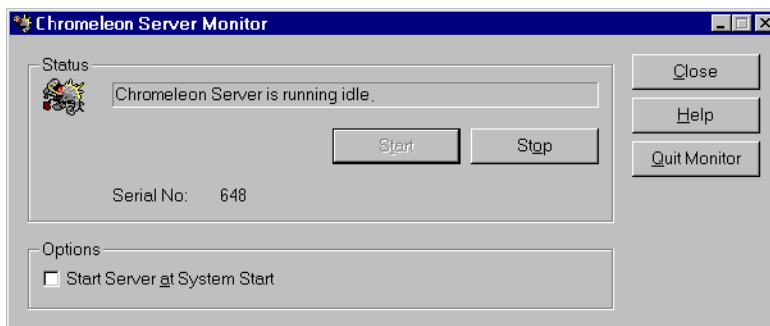 Chromeleon Server Monitor
Status
Chromeleon Server is running idle.
Start
Stop
Serial No: 648
Options
Start Server at System Start
Close
Help
Quit Monitor